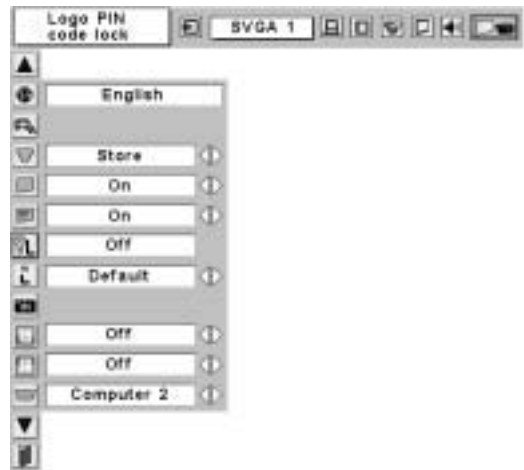 Logo PIN
code lock
SVGA 1
English
Store
On
On
Off
L
Default
L
Off
Off
Computer 2